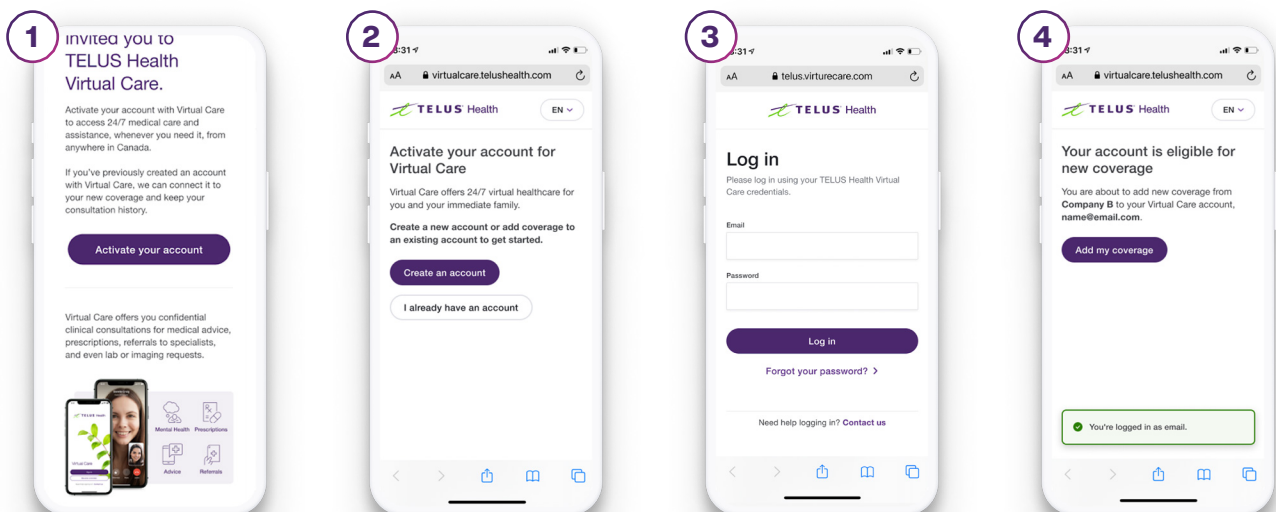 1
invited you to
TELUS Health
Virtual Care.
Activate your account with Virtual Care
to access 24/7 medical care and
assistance, whenever you need it, from
anywhere in Canada.
If you've previously created an account
with Virtual Care, we can connect it to
your new coverage and keep your
consultation history.
Activate your account
Virtual Care offers you confidential
clinical consultations for medical advice,
prescriptions, referrals to specialists,
and even lab or imaging requests.
TELUS Health
Virtual Care
Mental Health
Prescriptions
Advice
Referrals
2
:31
AA virtualcare.telushealth.com
TELUS Health
EN
Activate your account for
Virtual Care
Virtual Care offers 24/7 virtual healthcare for
you and your immediate family.
Create a new account or add coverage to
an existing account to get started.
Create an account
I already have an account
3
:31
AA telus.virturecare.com
TELUS Health
Log in
Please log in using your TELUS Health Virtual
Care credentials.
Email
Password
Log in
Forgot your password? >
Need help logging in? Contact us
4
:31
AA virtualcare.telushealth.com
TELUS Health
EN
Your account is eligible for
new coverage
You are about to add new coverage from
Company B to your Virtual Care account,
name@email.com.
Add my coverage
You're logged in as email.